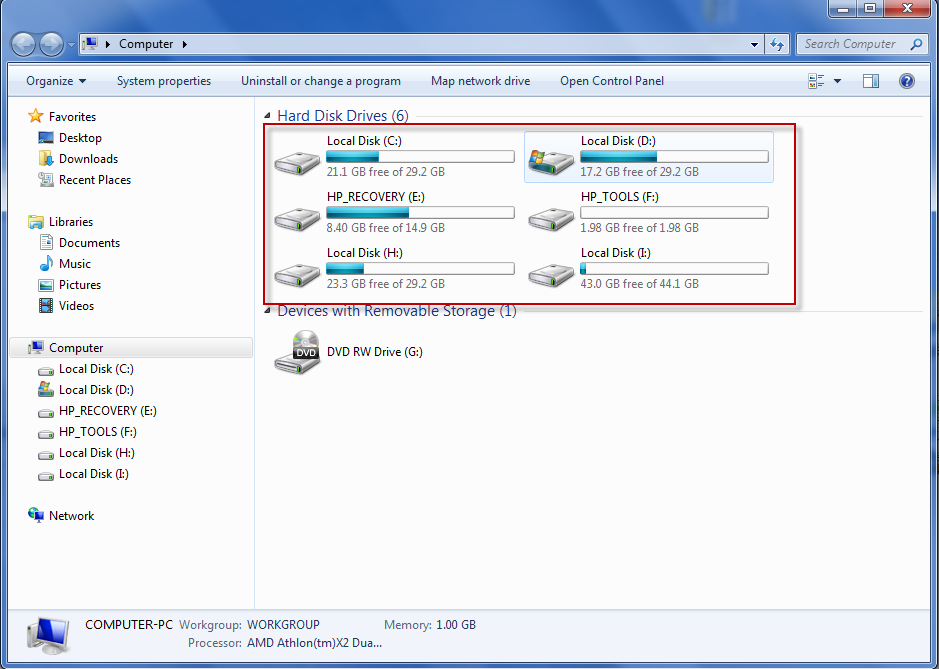 Computer
Search Computer
Organize System properties Uninstall or change a program Map network drive Open Control Panel
Favorites
Desktop
Downloads
Recent Places
Libraries
Documents
Music
Pictures
Videos
Computer
Local Disk (C:)
Local Disk (D:)
HP_RECOVERY (E:)
HP_TOOLS (F:)
Local Disk (H:)
Local Disk (I:)
Network
Hard Disk Drives (6)
Local Disk (C:)
21.1 GB free of 29.2 GB
Local Disk (D:)
17.2 GB free of 29.2 GB
HP_RECOVERY (E:)
8.40 GB free of 14.9 GB
HP_TOOLS (F:)
1.98 GB free of 1.98 GB
Local Disk (H:)
23.3 GB free of 29.2 GB
Local Disk (I:)
43.0 GB free of 44.1 GB
Devices with Removable Storage (1)
DVD
DVD RW Drive (G:)
COMPUTER-PC Workgroup: WORKGROUP Memory: 1.00 GB
Processor: AMD Athlon(tm)X2 Dua...